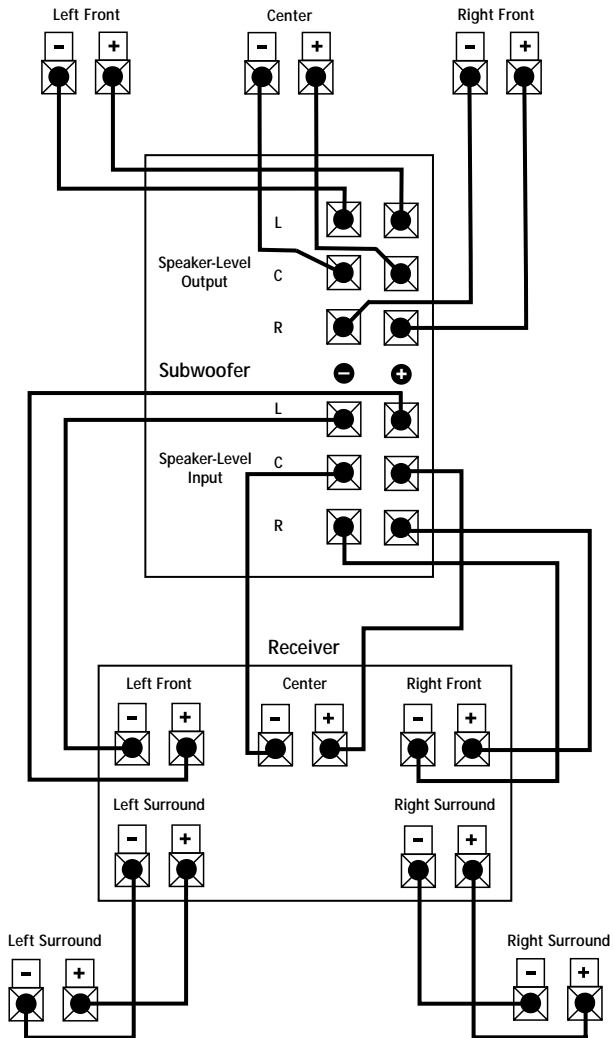 Left Front Center Right Front
- + - + - +
L
Speaker-Level
Output
C
R
Subwoofer - +
L
Speaker-Level
Input
C
R
Receiver
Left Front Center Right Front
- + - + - +
Left Surround Right Surround
- + - +
Left Surround Right Surround
- + - +